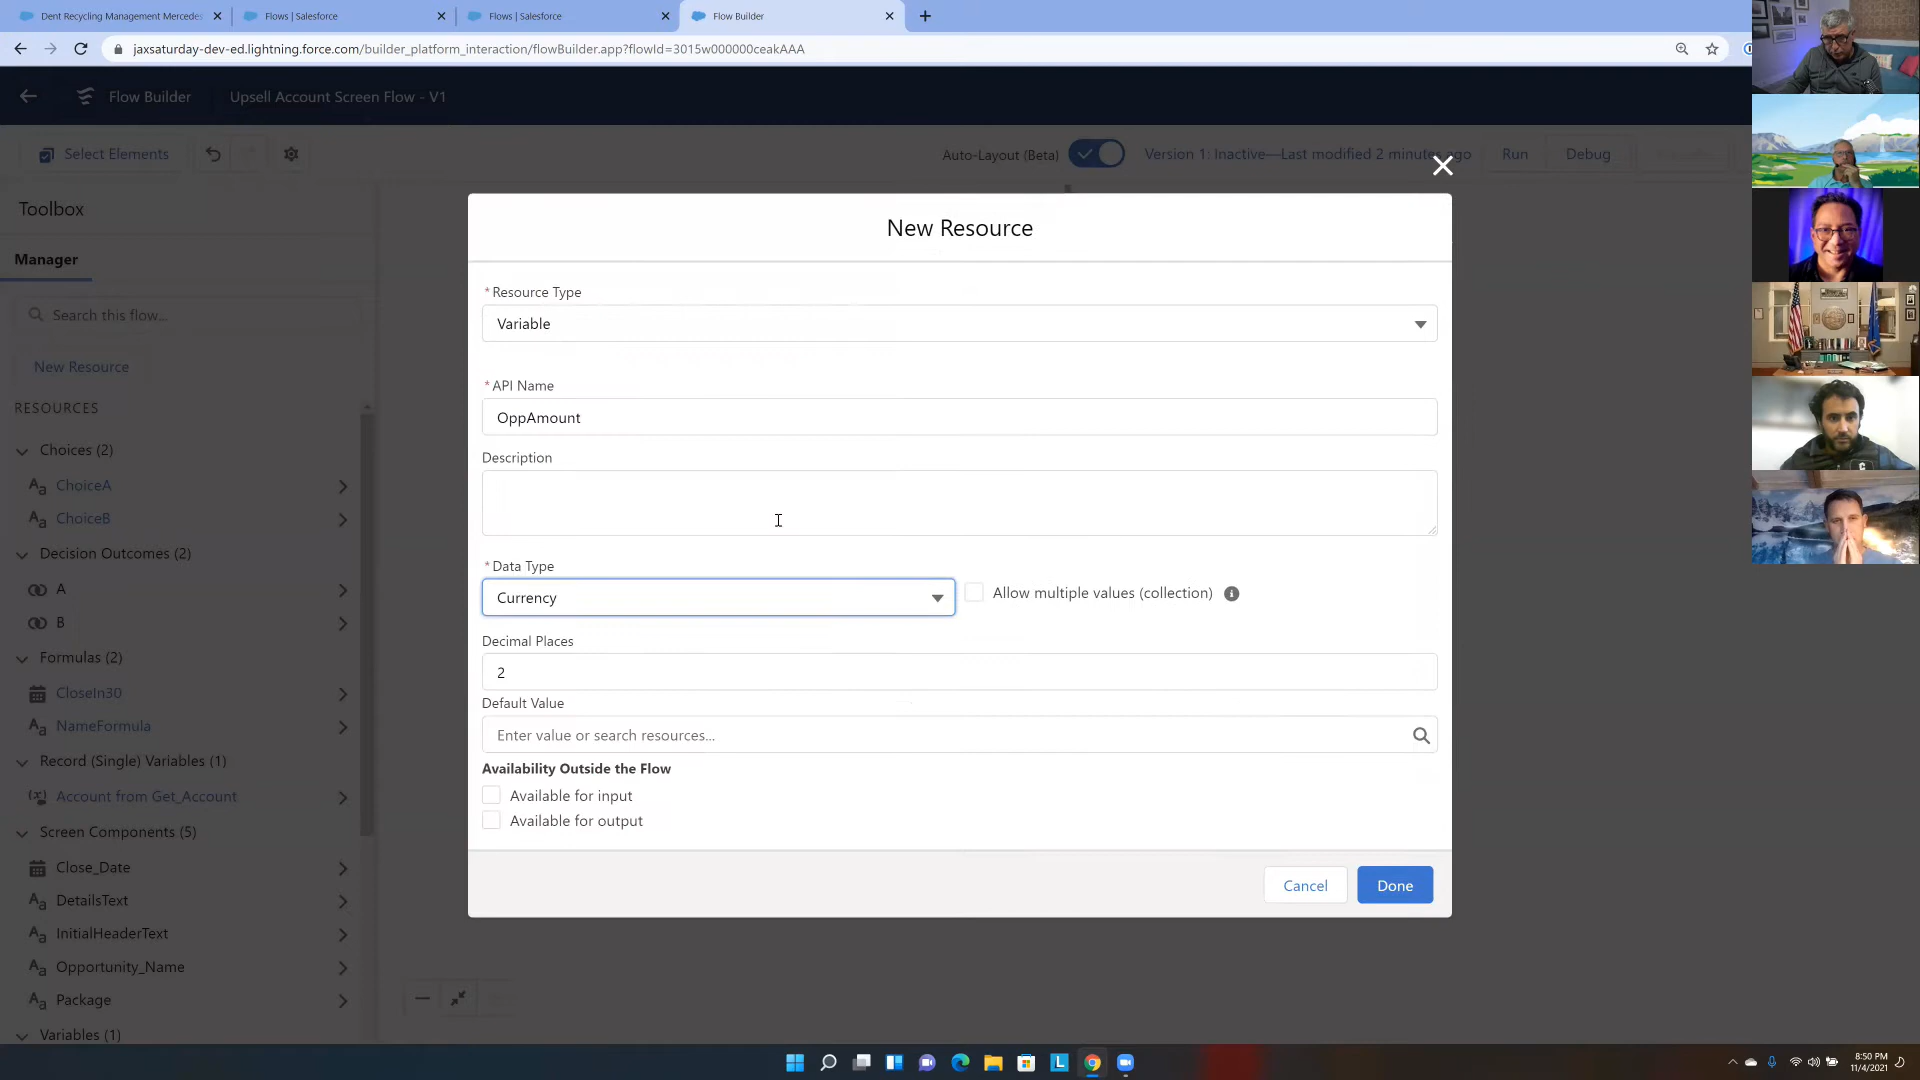 Dent Recycling Management Mercedes
Flows | Salesforce
Flows | Salesforce
Flow Builder
jaxsaturday-dev-ed.lightning.force.com/builder_platform_interaction/flowBuilder.app?flowId=3015w000000ceakAAA
Flow Builder
Upsell Account Screen Flow - V1
Select Elements
Auto-Layout (Beta)
Version 1: Inactive—Last modified 2 minutes ago
Run
Debug
Toolbox
Manager
Search this flow...
New Resource
RESOURCES
Choices (2)
ChoiceA
ChoiceB
Decision Outcomes (2)
A
B
Formulas (2)
CloseIn30
NameFormula
Record (Single) Variables (1)
Account from Get_Account
Screen Components (5)
Close_Date
DetailsText
InitialHeaderText
Opportunity_Name
Package
Variables (1)
New Resource
* Resource Type
Variable
* API Name
OppAmount
Description
* Data Type
Currency
Allow multiple values (collection)
Decimal Places
2
Default Value
Enter value or search resources...
Availability Outside the Flow
Available for input
Available for output
Cancel
Done
8:50 PM
11/4/2021